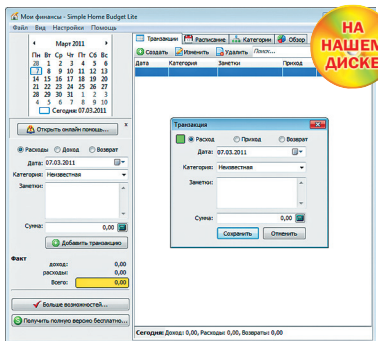 Мои финансы - Simple Home Budget Lite
Файл Вид Настройки Помощь
Март 2011
Пн Вт Ср Чт Пт Сб Вс
28 1 2 3 4 5 6
7 8 9 10 11 12 13
14 15 16 17 18 19 20
21 22 23 24 25 26 27
28 29 30 31 1 2 3
4 5 6 7 8 9 10
Сегодня: 07.03.2011
x
Открыть онлайн помощь...
Расходы Доход Возврат
Дата: 07.03.2011
Категория: Неизвестная
Заметки:
Сумма: 0,00
Добавить транзакцию
Факт
доход: 0,00
расходы: 0,00
Всего: 0,00
Больше возможностей...
Получить полную версию бесплатно...
Транзакции Расписание Категории Обзор
Создать Изменить Удалить Поиск...
Дата Категория Заметки Приход
Транзакция
Расход Приход Возврат
Дата: 07.03.2011
Категория: Неизвестная
Заметки:
Сумма: 0,00
Сохранить Отменить
Сегодня: Доход: 0,00, Расходы: 0,00, Возвраты: 0,00
НА
НАШЕМ
ДИСКЕ